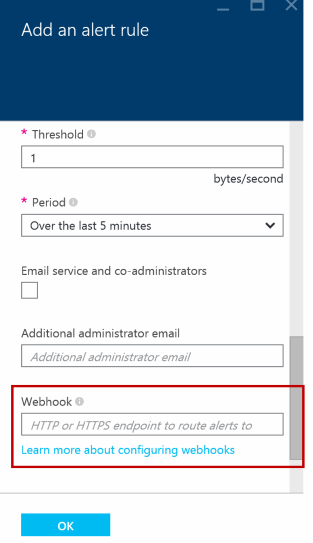 Add an alert rule
* Threshold
1
bytes/second
* Period
Over the last 5 minutes
Email service and co-administrators
Additional administrator email
Additional administrator email
Webhook
HTTP or HTTPS endpoint to route alerts to
Learn more about configuring webhooks
OK